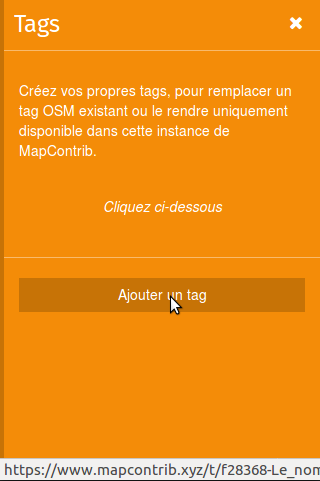 Tags
Créez vos propres tags, pour remplacer un
tag OSM existant ou le rendre uniquement
disponible dans cette instance de
MapContrib.
Cliquez ci-dessous
Ajouter un tag
https://www.mapcontrib.xyz/t/f28368-Le_nom